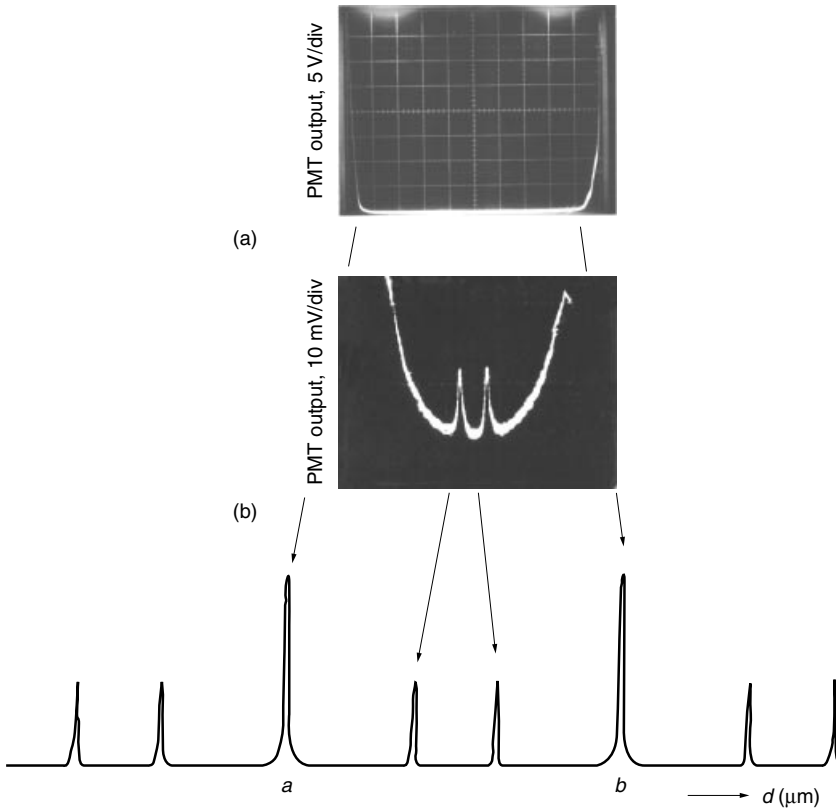 PMT output, 5 V/div
(a)
PMT output, 10 mV/div
(b)
a
b
d (μm)